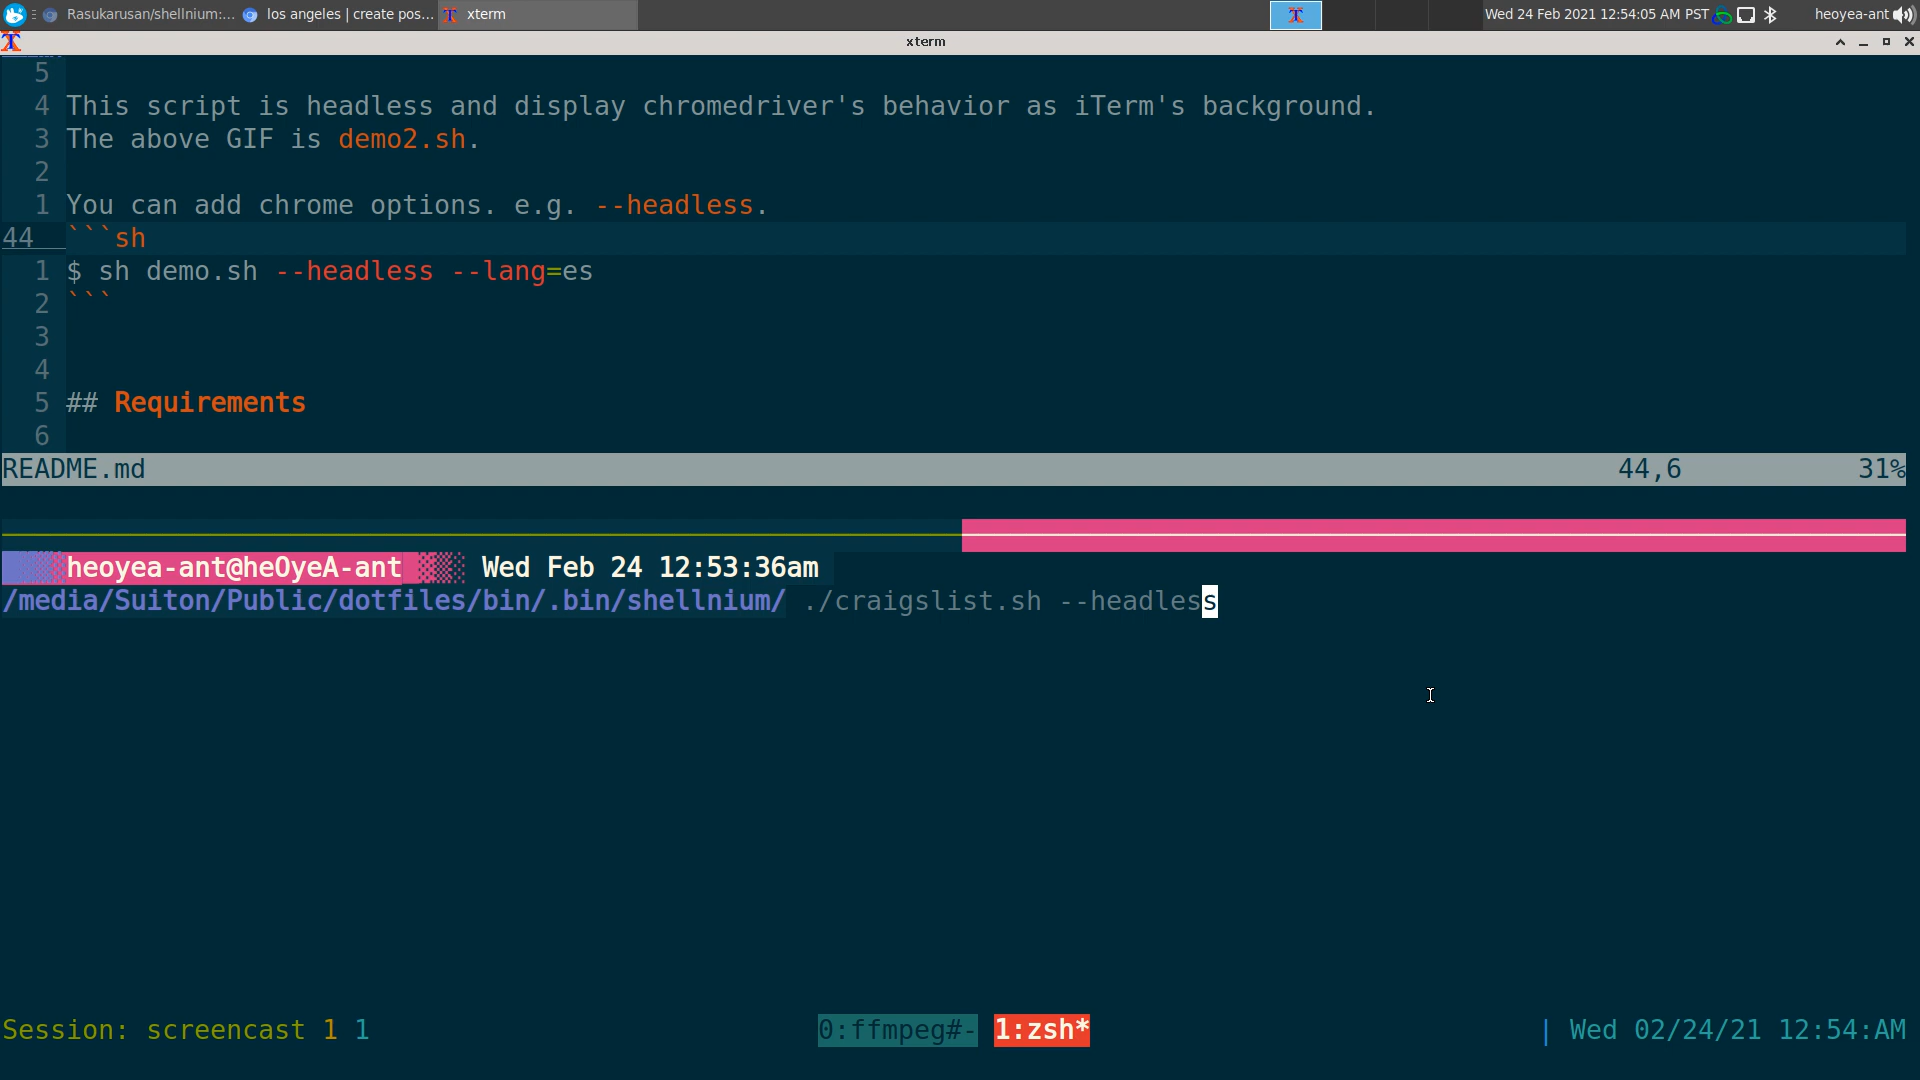 Rasukarusan/shellnium:... los angeles | create pos... xterm Wed 24 Feb 2021 12:54:05 AM PST heoyea-ant
xterm
5
4 This script is headless and display chromedriver's behavior as iTerm's background.
3 The above GIF is demo2.sh.
2
1 You can add chrome options. e.g. --headless.
44 ```sh
1 $ sh demo.sh --headless --lang=es
2 ```
3
4
5 ## Requirements
6
README.md 44,6 31%
heoyea-ant@heOyeA-ant Wed Feb 24 12:53:36am
/media/Suiton/Public/dotfiles/bin/.bin/shellnium/ ./craigslist.sh --headless
Session: screencast 1 1 0:ffmpeg#- 1:zsh* | Wed 02/24/21 12:54:AM